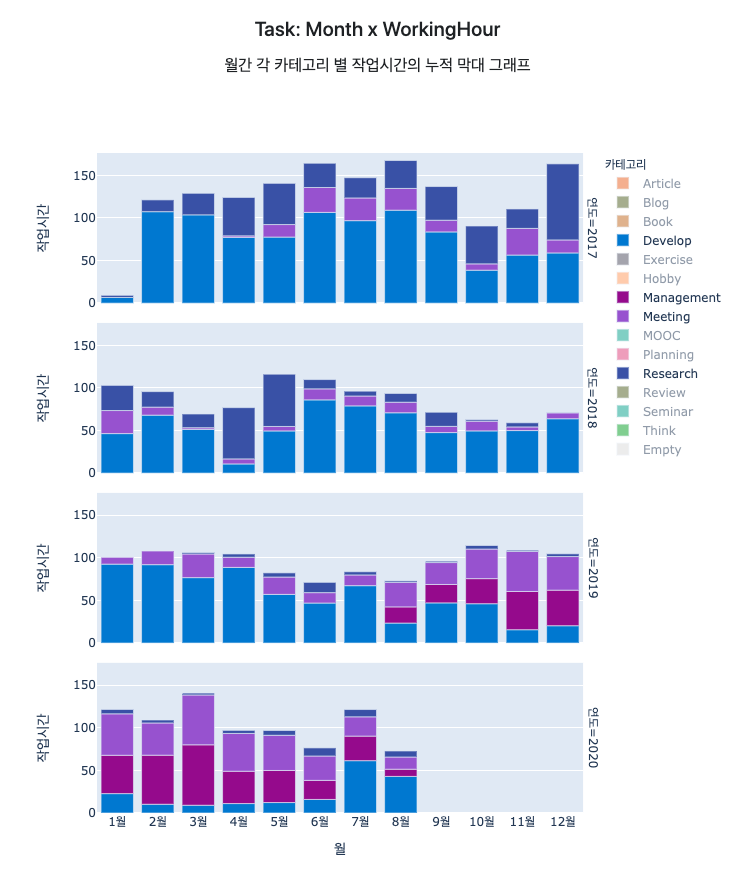 Task: Month x WorkingHour
월간 각 카테고리 별 작업시간의 누적 막대 그래프
카테고리
Article
Blog
Book
Develop
Exercise
Hobby
Management
Meeting
MOOC
Planning
Research
Review
Seminar
Think
Empty
작업시간
150
100
50
0
연도=2017
작업시간
150
100
50
0
연도=2018
작업시간
150
100
50
0
연도=2019
작업시간
150
100
50
0
연도=2020
1월 2월 3월 4월 5월 6월 7월 8월 9월 10월 11월 12월
월